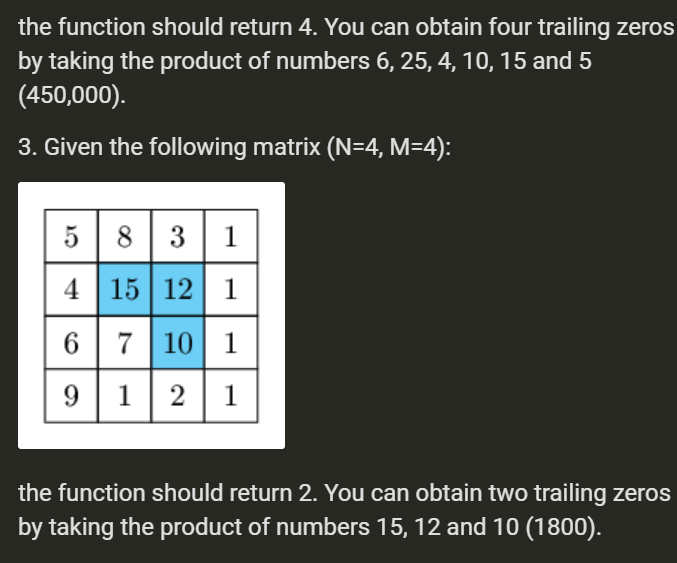 the function should return 4. You can obtain four trailing zeros
by taking the product of numbers 6, 25, 4, 10, 15 and 5
(450,000).
3. Given the following matrix (N=4, M=4):
5 8 3 1
4 15 12 1
6 7 10 1
9 1 2 1
the function should return 2. You can obtain two trailing zeros
by taking the product of numbers 15, 12 and 10 (1800).